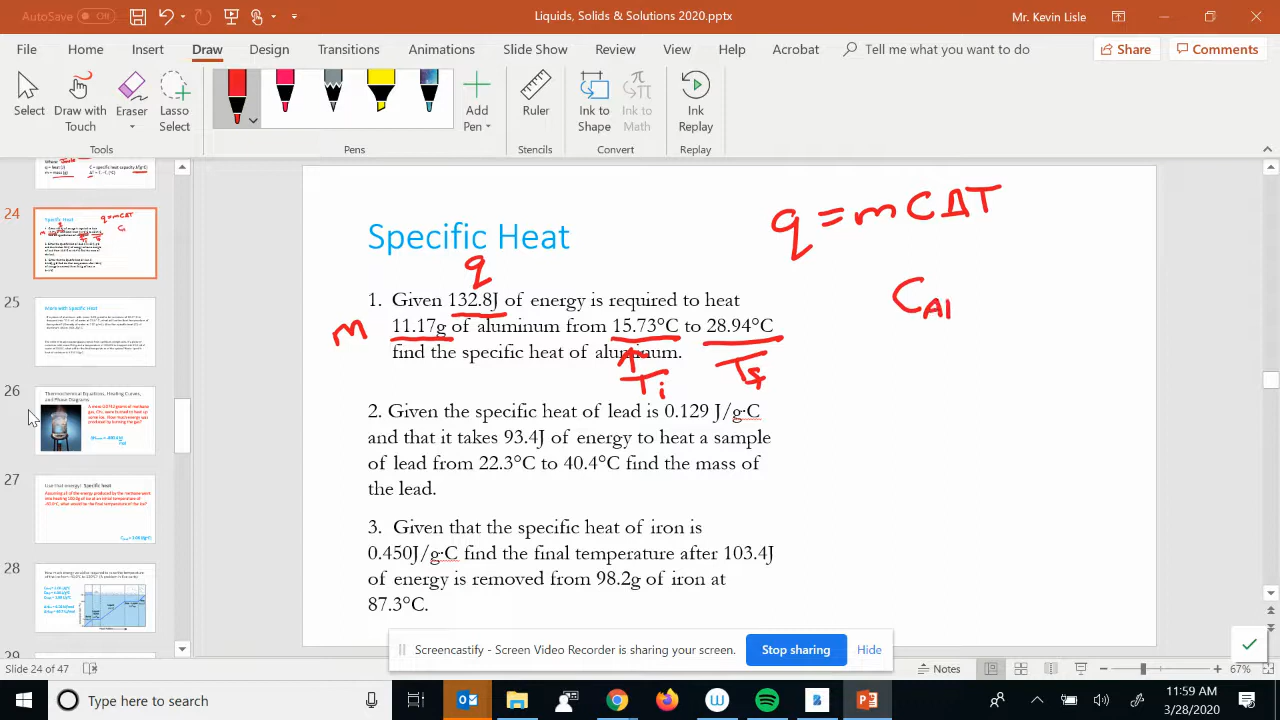 AutoSave Off
Liquids, Solids & Solutions 2020.pptx
Mr. Kevin Lisle
File Home Insert Draw Design Transitions Animations Slide Show Review View Help Acrobat Tell me what you want to do Share Comments
Select
Draw with Touch
Eraser
Lasso Select
Add Pen
Ruler
Ink to Shape
Ink to Math
Ink Replay
Tools Pens Stencils Convert Replay
24
25
26
27
28
29
q = mCΔT
Specific Heat
q
C Al
1. Given 132.8J of energy is required to heat
m 11.17g of aluminum from 15.73°C to 28.94°C
find the specific heat of aluminum.
Ti Tf
2. Given the specific heat of lead is 0.129 J/g·C
and that it takes 93.4J of energy to heat a sample
of lead from 22.3°C to 40.4°C find the mass of
the lead.
3. Given that the specific heat of iron is
0.450J/g·C find the final temperature after 103.4J
of energy is removed from 98.2g of iron at
87.3°C.
Screencastify - Screen Video Recorder is sharing your screen. Stop sharing Hide
Slide 24 of 47
Notes
67%
Type here to search
11:59 AM
3/28/2020